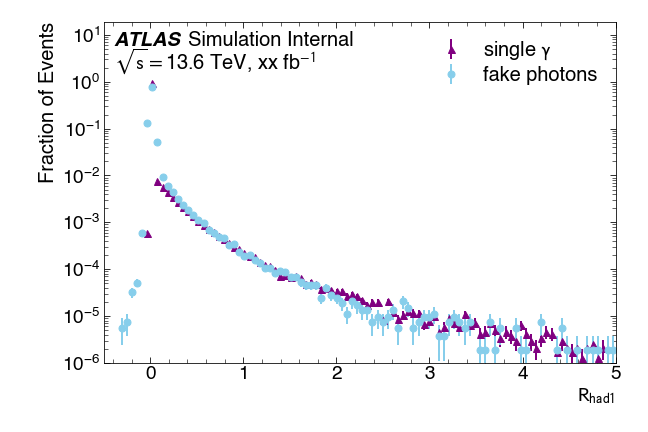 ATLAS Simulation Internal
√s = 13.6 TeV, xx fb⁻¹
single γ
fake photons
Fraction of Events
10¹
10⁰
10⁻¹
10⁻²
10⁻³
10⁻⁴
10⁻⁵
10⁻⁶
0 1 2 3 4 5
R_had1